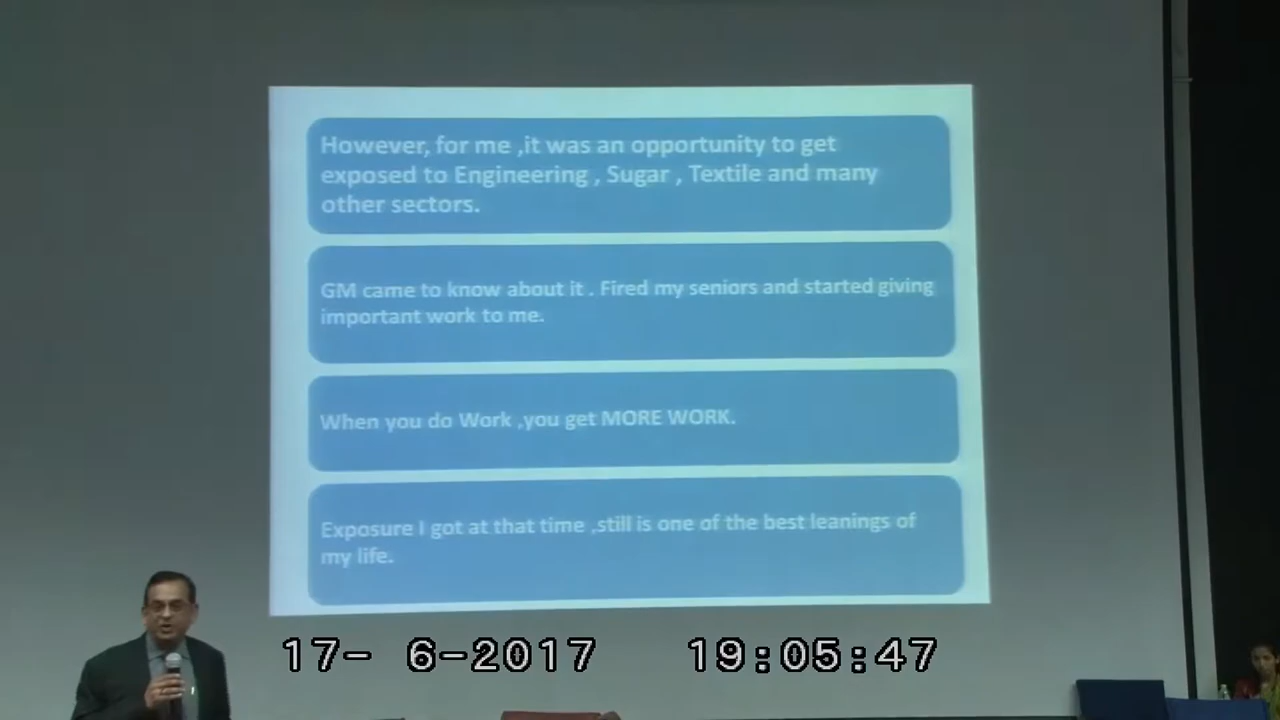 However, for me ,it was an opportunity to get
exposed to Engineering , Sugar , Textile and many
other sectors.
GM came to know about it . Fired my seniors and started giving
important work to me.
When you do Work ,you get MORE WORK.
Exposure I got at that time ,still is one of the best leanings of
my life.
17- 6-2017 19:05:47